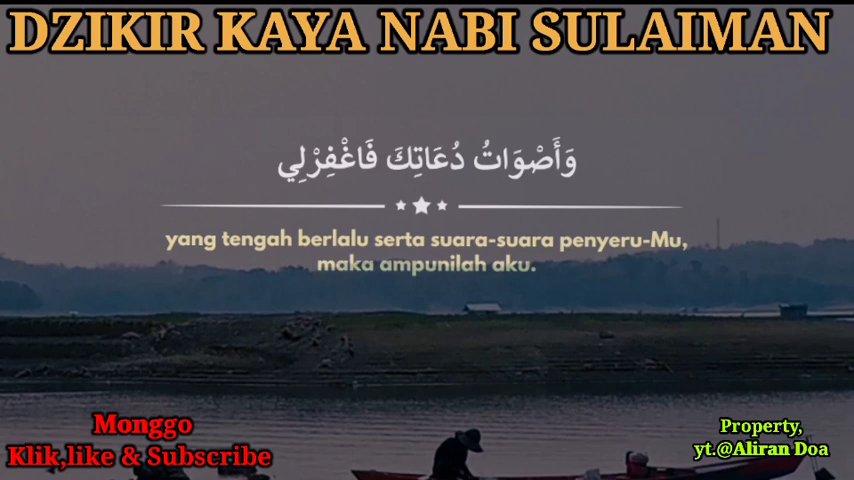 DZIKIR KAYA NABI SULAIMAN
وَأَصْوَاتُ دُعَاتِكَ فَاغْفِرْلِي
yang tengah berlalu serta suara-suara penyeru-Mu,
maka ampunilah aku.
Monggo
Klik,like & Subscribe
Property,
yt.@Aliran Doa